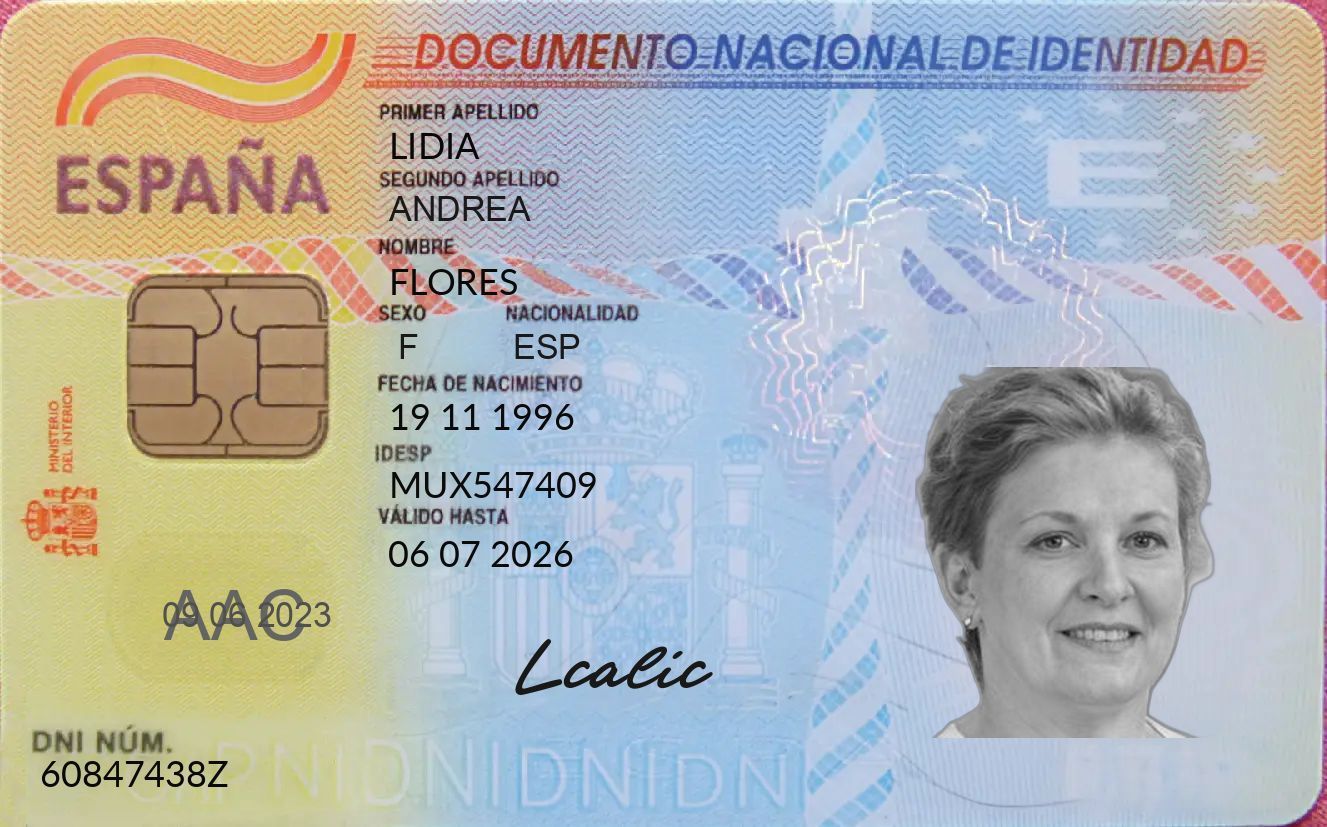 DOCUMENTO NACIONAL DE IDENTIDAD
ESPAÑA
PRIMER APELLIDO
LIDIA
SEGUNDO APELLIDO
ANDREA
NOMBRE
FLORES
SEXO NACIONALIDAD
F ESP
FECHA DE NACIMIENTO
19 11 1996
IDESP
MUX547409
VÁLIDO HASTA
06 07 2026
MINISTERIO
DEL INTERIOR
E
AAC
09 06 2023
Lcalic
DNI NÚM.
60847438Z
DNIDNIDNIDNI